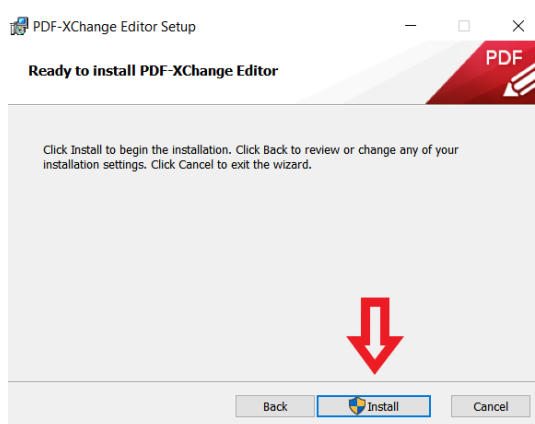 PDF-XChange Editor Setup
Ready to install PDF-XChange Editor
PDF
Click Install to begin the installation. Click Back to review or change any of your
installation settings. Click Cancel to exit the wizard.
Back
Install
Cancel